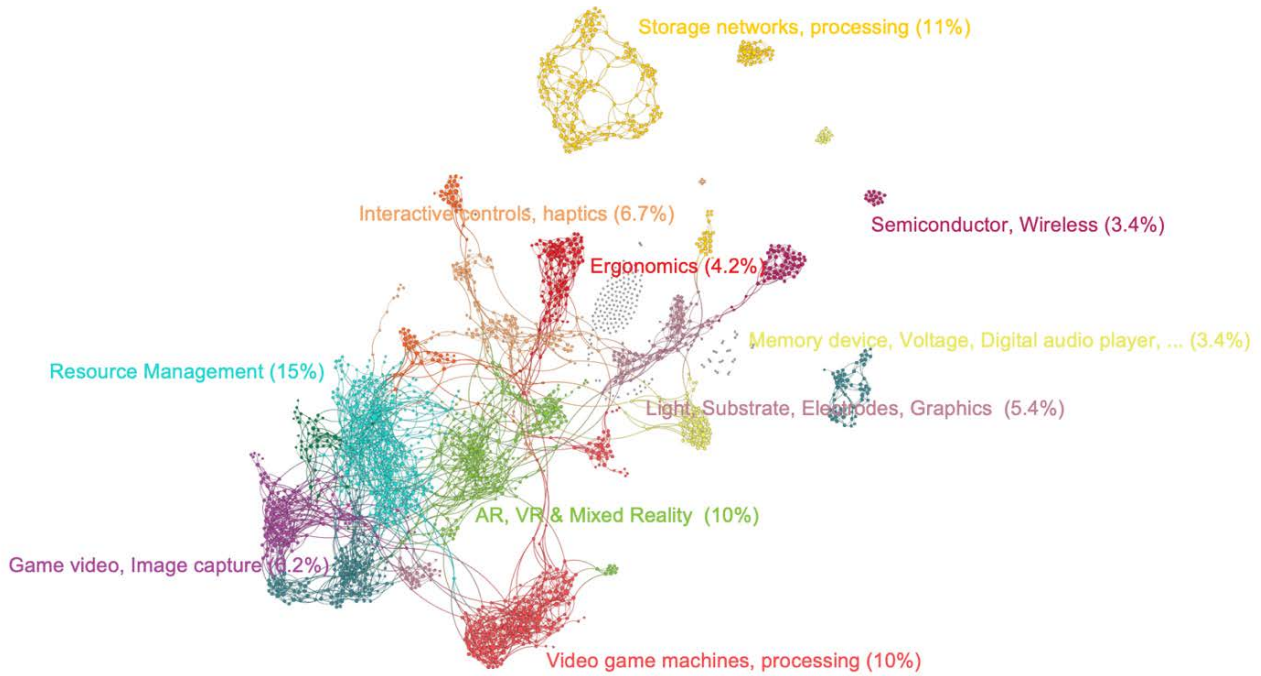 Storage networks, processing (11%)
Interactive controls, haptics (6.7%)
Semiconductor, Wireless (3.4%)
Ergonomics (4.2%)
Memory device, Voltage, Digital audio player, ... (3.4%)
Resource Management (15%)
Light, Substrate, Electrodes, Graphics (5.4%)
AR, VR & Mixed Reality (10%)
Game video, Image capture
Video game machines, processing (10%)